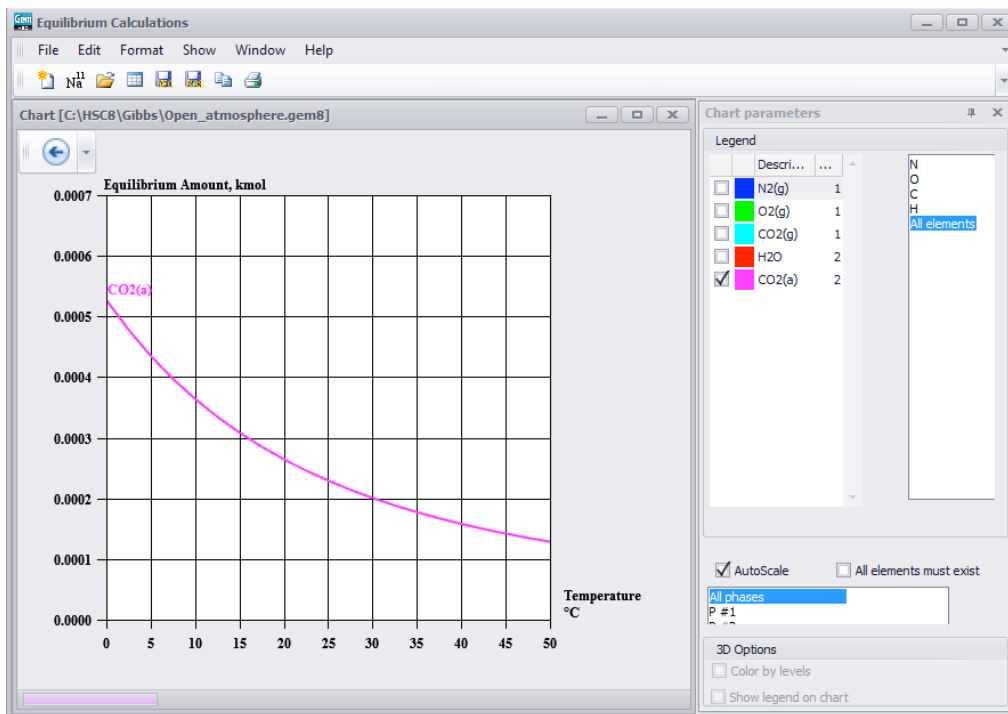 Gem
Equilibrium Calculations
File Edit Format Show Window Help
11
Na
Chart [C:\HSC8\Gibbs\Open_atmosphere.gem8]
Equilibrium Amount, kmol
0.0007
0.0006
CO2(a)
0.0005
0.0004
0.0003
0.0002
0.0001
0.0000
0 5 10 15 20 25 30 35 40 45 50
Temperature
°C
Chart parameters
Legend
Descri... ...
N2(g) 1
O2(g) 1
CO2(g) 1
H2O 2
CO2(a) 2
N
O
C
H
All elements
AutoScale All elements must exist
All phases
P #1
3D Options
Color by levels
Show legend on chart